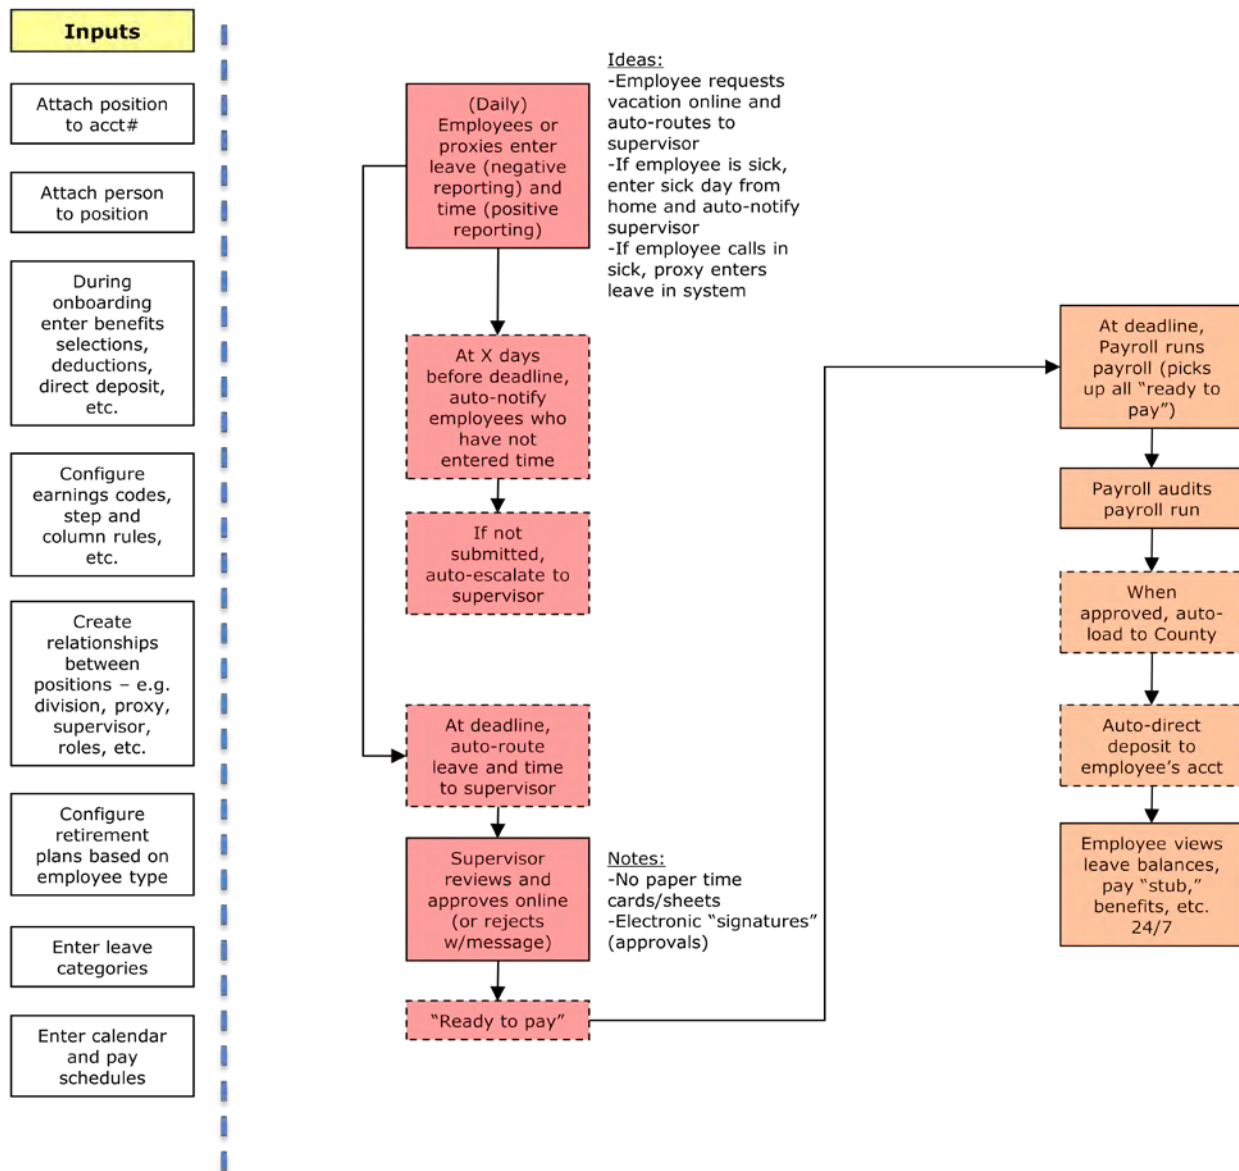 Inputs
Attach position
to acct#
Attach person
to position
During
onboarding
enter benefits
selections,
deductions,
direct deposit,
etc.
Configure
earnings codes,
step and
column rules,
etc.
Create
relationships
between
positions – e.g.
division, proxy,
supervisor,
roles, etc.
Configure
retirement
plans based on
employee type
Enter leave
categories
Enter calendar
and pay
schedules
(Daily)
Employees or
proxies enter
leave (negative
reporting) and
time (positive
reporting)
Ideas:
-Employee requests
vacation online and
auto-routes to
supervisor
-If employee is sick,
enter sick day from
home and auto-notify
supervisor
-If employee calls in
sick, proxy enters
leave in system
At X days
before deadline,
auto-notify
employees who
have not
entered time
If not
submitted,
auto-escalate to
supervisor
At deadline,
auto-route
leave and time
to supervisor
Supervisor
reviews and
approves online
(or rejects
w/message)
Notes:
-No paper time
cards/sheets
-Electronic “signatures”
(approvals)
“Ready to pay”
At deadline,
Payroll runs
payroll (picks
up all “ready to
pay”)
Payroll audits
payroll run
When
approved, auto-
load to County
Auto-direct
deposit to
employee’s acct
Employee views
leave balances,
pay “stub,”
benefits, etc.
24/7